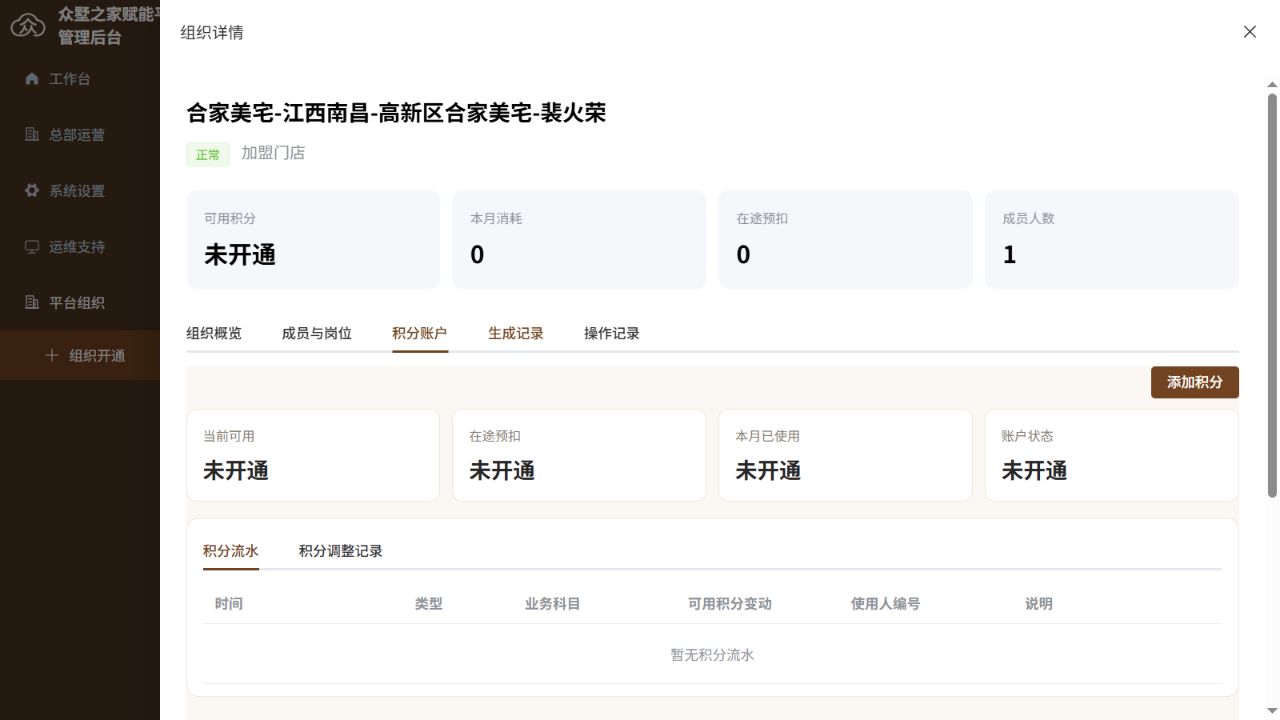 众墅之家赋能
管理后台
工作台
总部运营
系统设置
运维支持
平台组织
组织开通
组织详情
合家美宅-江西南昌-高新区合家美宅-裴火荣
正常 加盟门店
可用积分 本月消耗 在途预扣 成员人数
未开通 0 0 1
组织概览 成员与岗位 积分账户 生成记录 操作记录
添加积分
当前可用 在途预扣 本月已使用 账户状态
未开通 未开通 未开通 未开通
积分流水 积分调整记录
时间 类型 业务科目 可用积分变动 使用人编号 说明
暂无积分流水